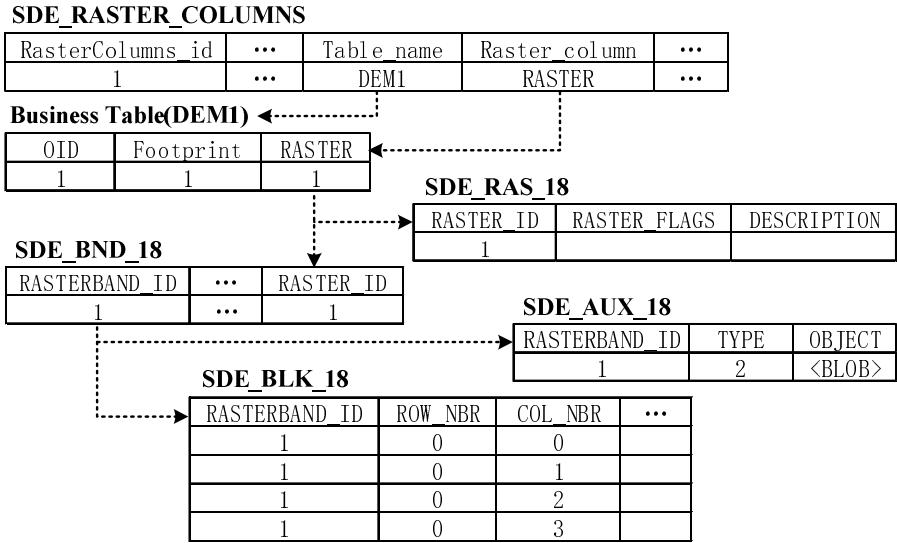 SDE_RASTER_COLUMNS
RasterColumns_id ... Table_name Raster_column ...
1 ... DEM1 RASTER ...
Business Table(DEM1)
OID Footprint RASTER
1 1 1
SDE_RAS_18
RASTER_ID RASTER_FLAGS DESCRIPTION
1
SDE_BND_18
RASTERBAND_ID ... RASTER_ID
1 ... 1
SDE_AUX_18
RASTERBAND_ID TYPE OBJECT
1 2 <BLOB>
SDE_BLK_18
RASTERBAND_ID ROW_NBR COL_NBR ...
1 0 0
1 0 1
1 0 2
1 0 3